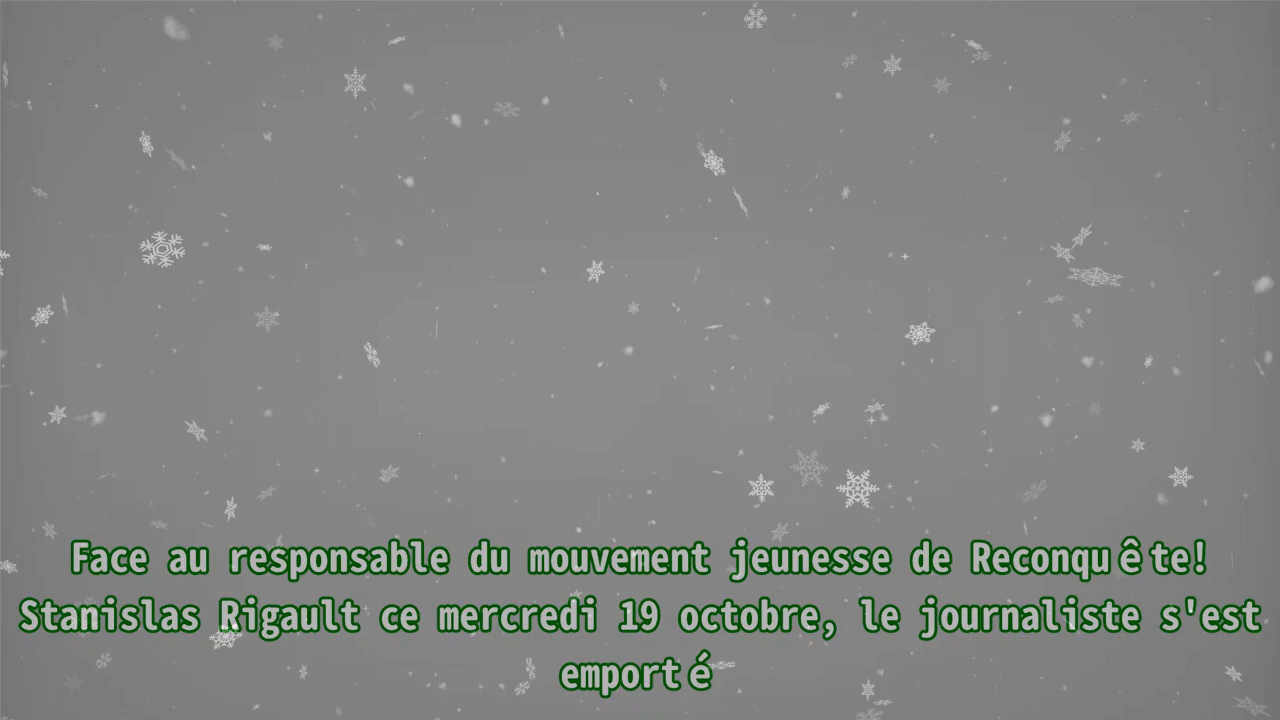 Face au responsable du mouvement jeunesse de Reconquête!
Stanislas Rigault ce mercredi 19 octobre, le journaliste s'est
emporté